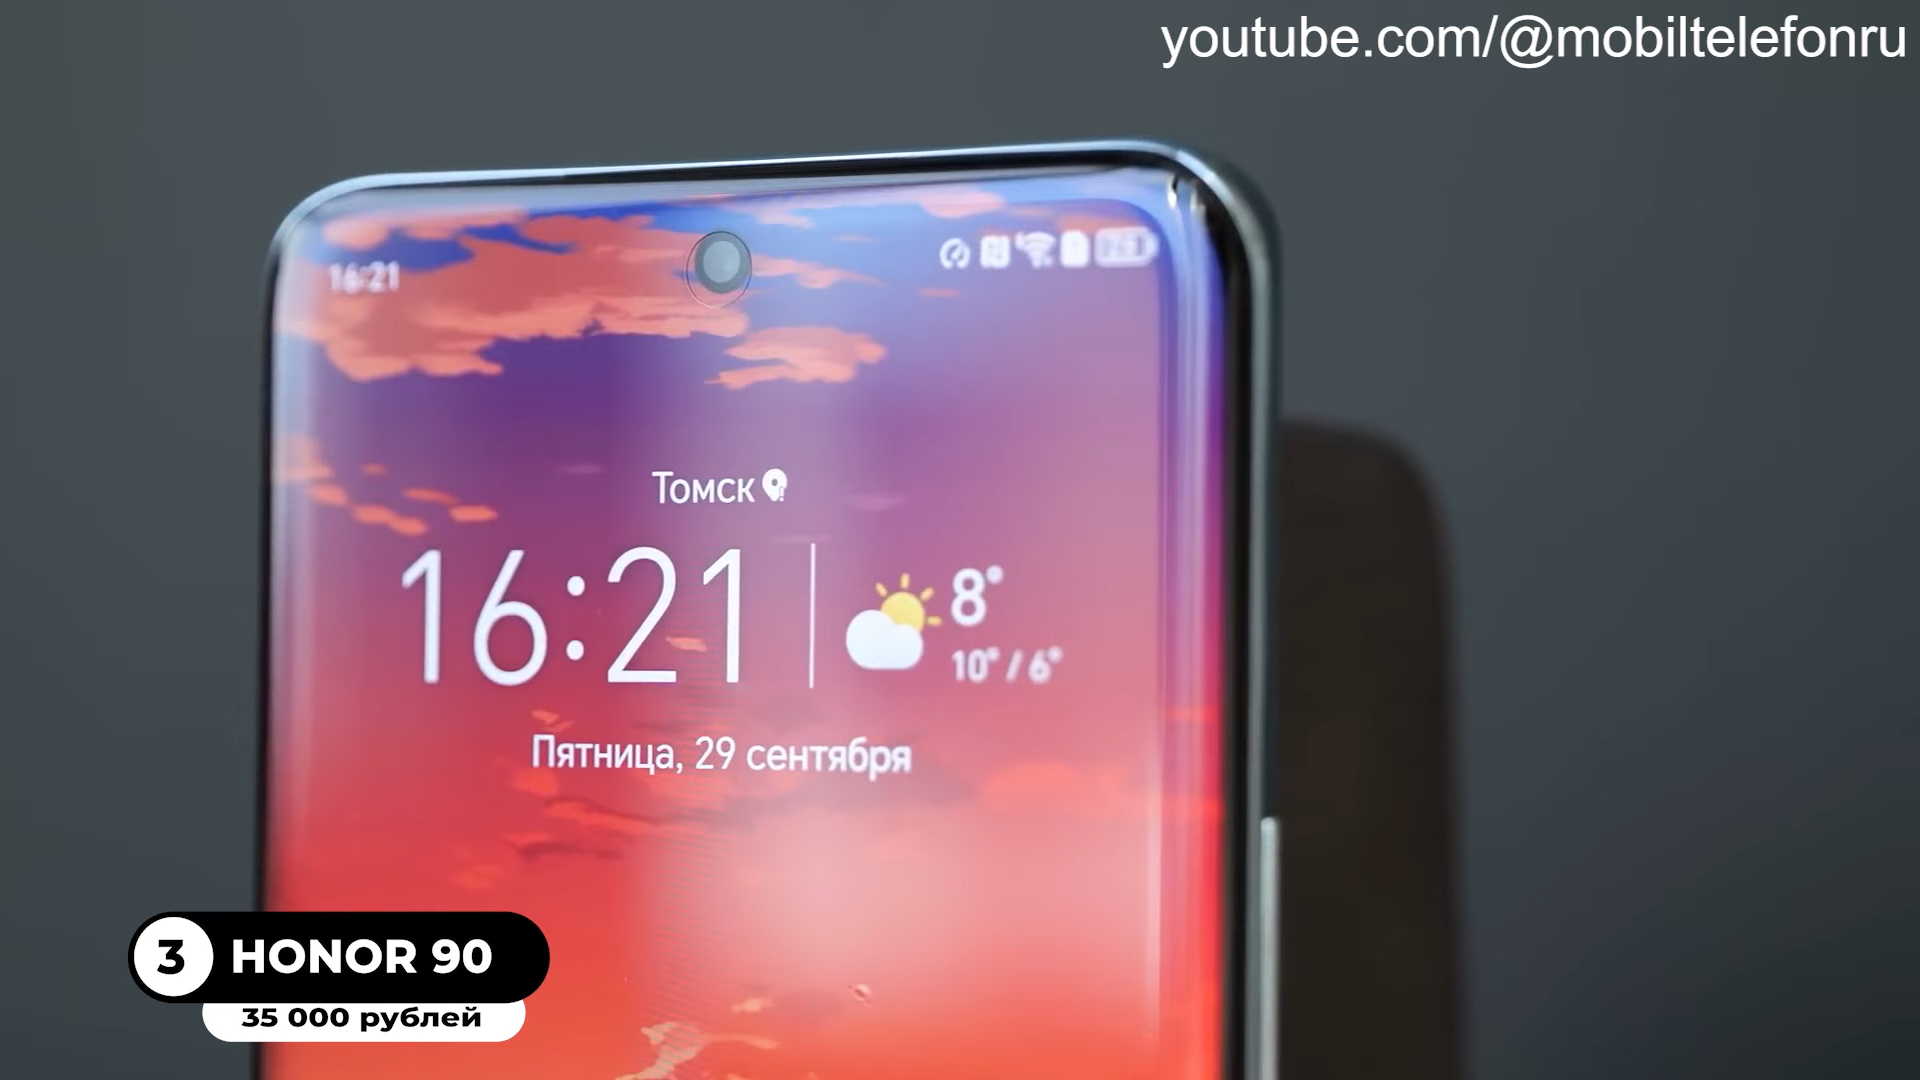 youtube.com/@mobiltelefonru
16:21
Томск
16:21
8°
10° / 6°
Пятница, 29 сентября
3 HONOR 90
35 000 рублей